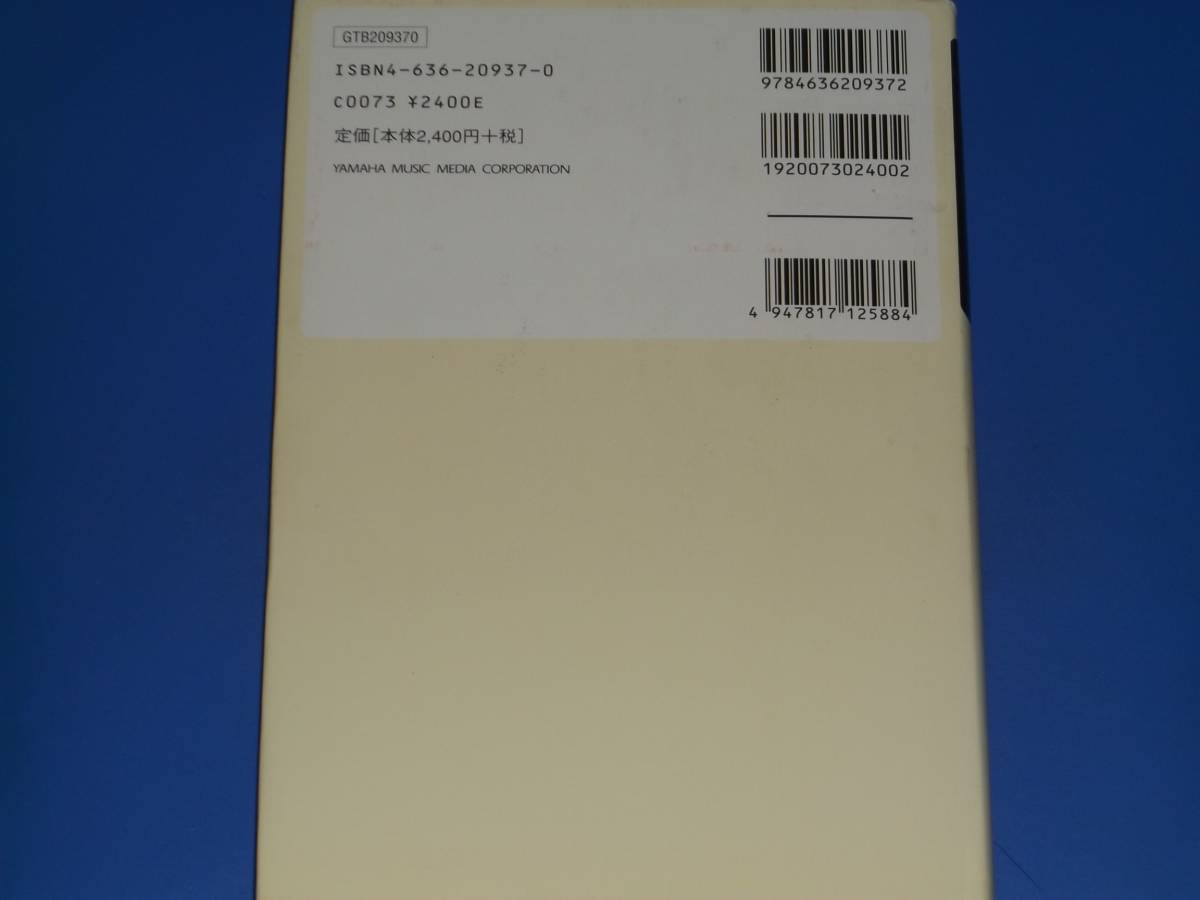 GTB209370
ISBN4-636-20937-0
C0073 ¥2400E
定価[本体2,400円+税]
YAMAHA MUSIC MEDIA CORPORATION
9784636209372
1920073024002
4 947817 125884